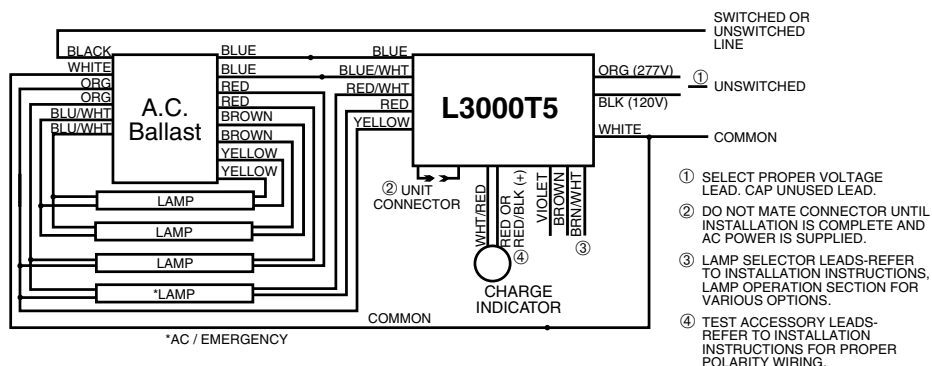 SWITCHED OR
UNSWITCHED
LINE
BLACK
BLUE
BLUE
WHITE
BLUE
BLUE/WHT
ORG
RED
RED/WHT
ORG (277V)
①
UNSWITCHED
ORG
RED
RED
BLU/WHT
BROWN
YELLOW
BLK (120V)
BLU/WHT
BROWN
YELLOW
YELLOW
A.C.
Ballast
L3000T5
WHITE
COMMON
② UNIT
CONNECTOR
WHT/RED
RED OR
RED/BLK (+)
④
VIOLET
BROWN
BRN/WHT
③
LAMP
LAMP
LAMP
*LAMP
CHARGE
INDICATOR
COMMON
*AC / EMERGENCY
① SELECT PROPER VOLTAGE
LEAD. CAP UNUSED LEAD.
② DO NOT MATE CONNECTOR UNTIL
INSTALLATION IS COMPLETE AND
AC POWER IS SUPPLIED.
③ LAMP SELECTOR LEADS-REFER
TO INSTALLATION INSTRUCTIONS,
LAMP OPERATION SECTION FOR
VARIOUS OPTIONS.
④ TEST ACCESSORY LEADS-
REFER TO INSTALLATION
INSTRUCTIONS FOR PROPER
POLARITY WIRING.